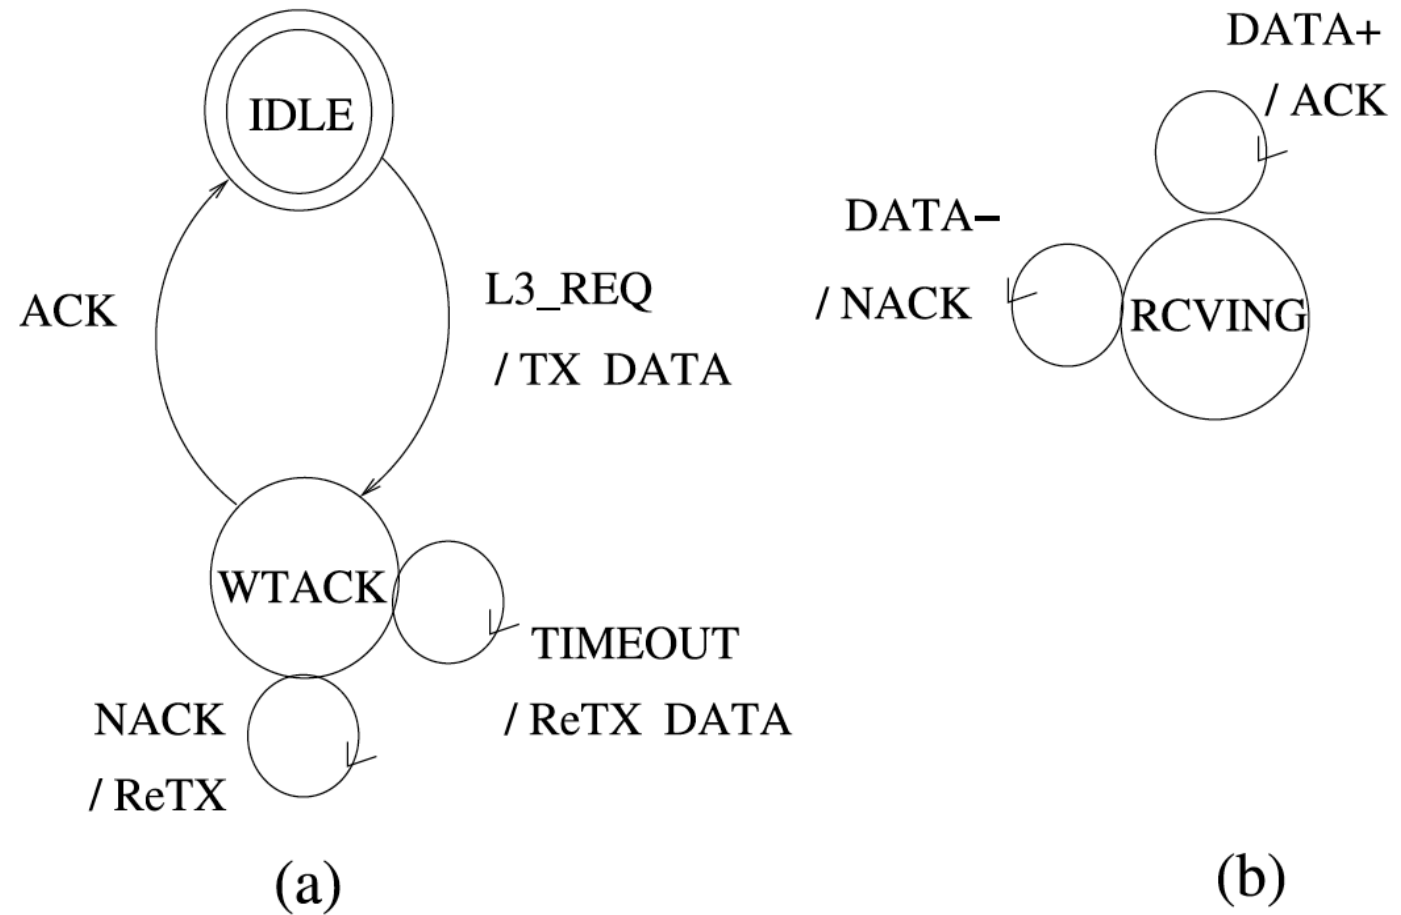 IDLE
ACK
L3_REQ
/ TX DATA
WTACK
TIMEOUT
/ ReTX DATA
NACK
/ ReTX
(a)
DATA+
/ ACK
DATA−
/ NACK
RCVING
(b)